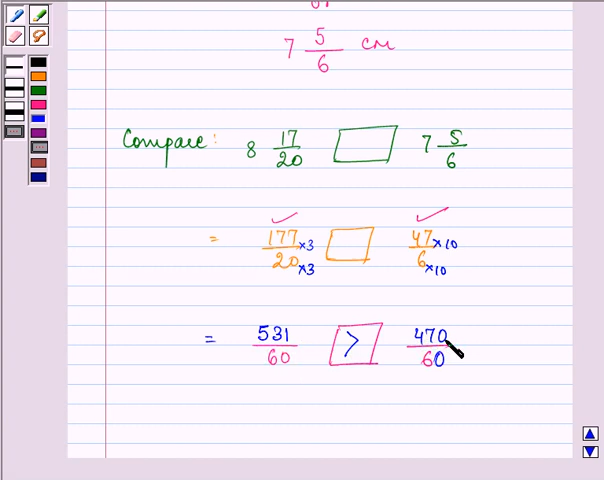 7 5/6 cm
Compare: 8 17/20 □ 7 5/6
= 177/20 ×3 ×3 □ 47/6 ×10 ×10
= 531/60 > 470/60